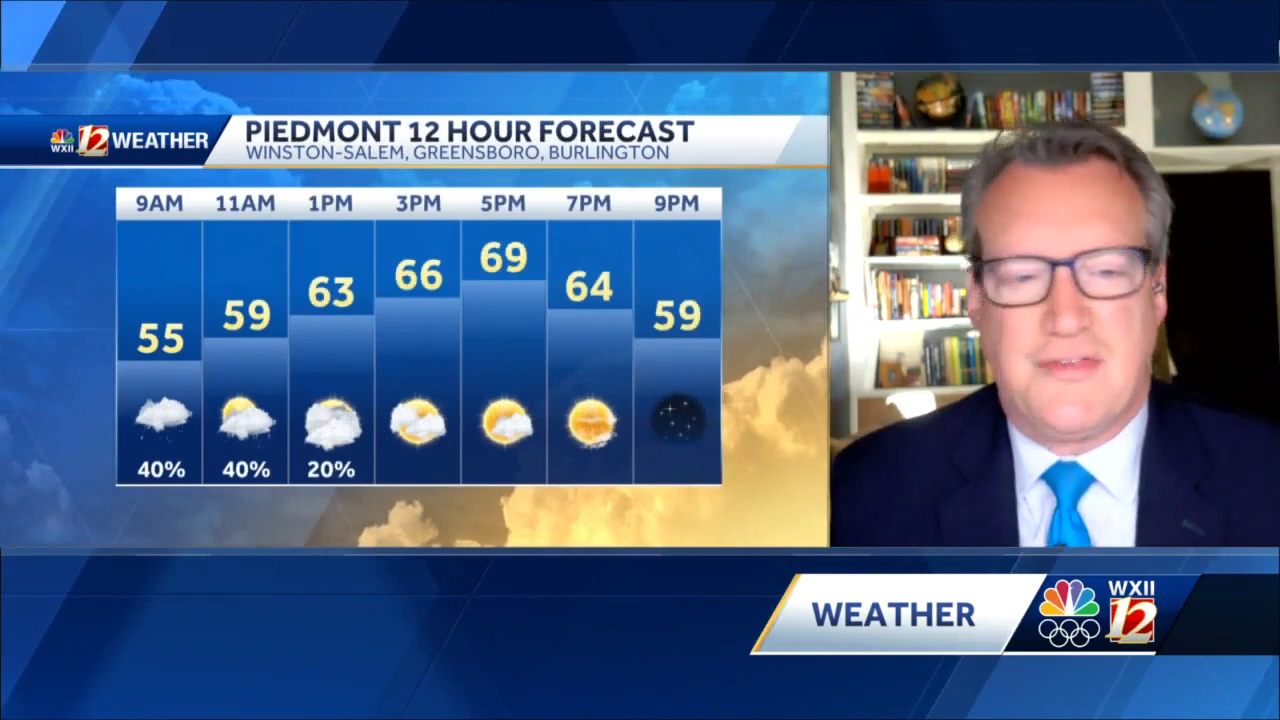 WXII 12 WEATHER
PIEDMONT 12 HOUR FORECAST
WINSTON-SALEM, GREENSBORO, BURLINGTON
9AM 11AM 1PM 3PM 5PM 7PM 9PM
55 59 63 66 69 64 59
40% 40% 20%
WEATHER
WXII
12